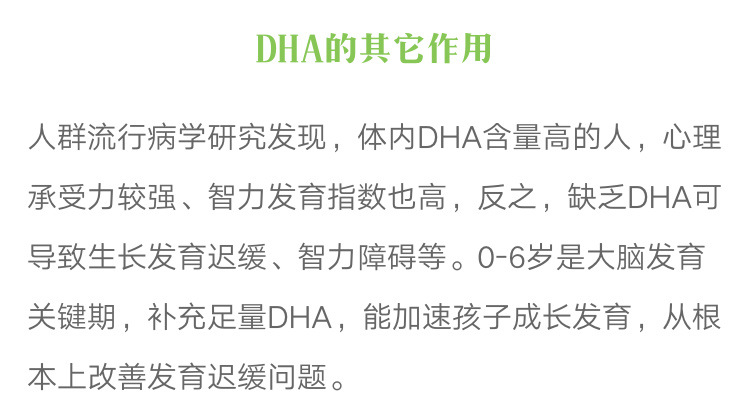 DHA的其它作用
人群流行病学研究发现，体内DHA含量高的人，心理
承受力较强、智力发育指数也高，反之，缺乏DHA可
导致生长发育迟缓、智力障碍等。0-6岁是大脑发育
关键期，补充足量DHA，能加速孩子成长发育，从根
本上改善发育迟缓问题。